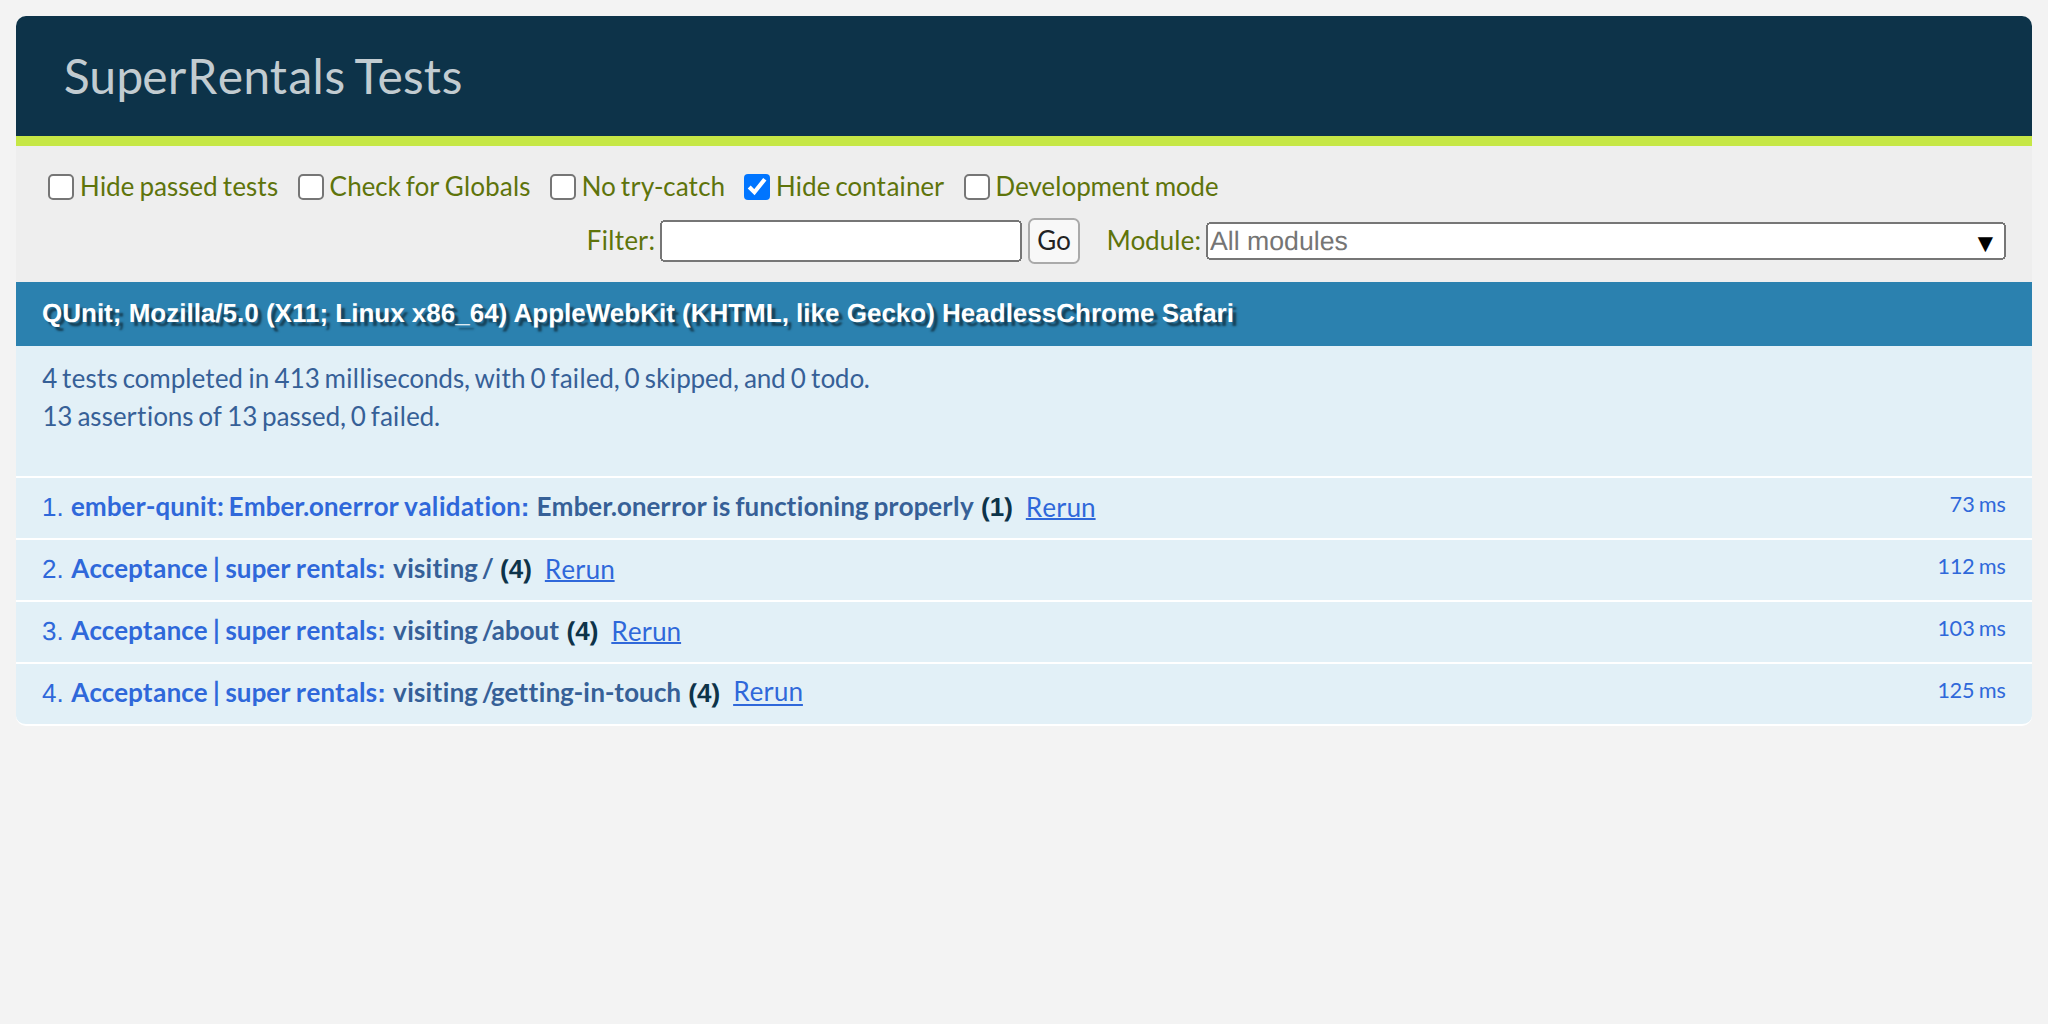 SuperRentals Tests
Hide passed tests Check for Globals No try-catch Hide container Development mode
Filter: Go Module: All modules ▼
QUnit; Mozilla/5.0 (X11; Linux x86_64) AppleWebKit (KHTML, like Gecko) HeadlessChrome Safari
4 tests completed in 413 milliseconds, with 0 failed, 0 skipped, and 0 todo.
13 assertions of 13 passed, 0 failed.
1. ember-qunit: Ember.onerror validation: Ember.onerror is functioning properly (1) Rerun 73 ms
2. Acceptance | super rentals: visiting / (4) Rerun 112 ms
3. Acceptance | super rentals: visiting /about (4) Rerun 103 ms
4. Acceptance | super rentals: visiting /getting-in-touch (4) Rerun 125 ms